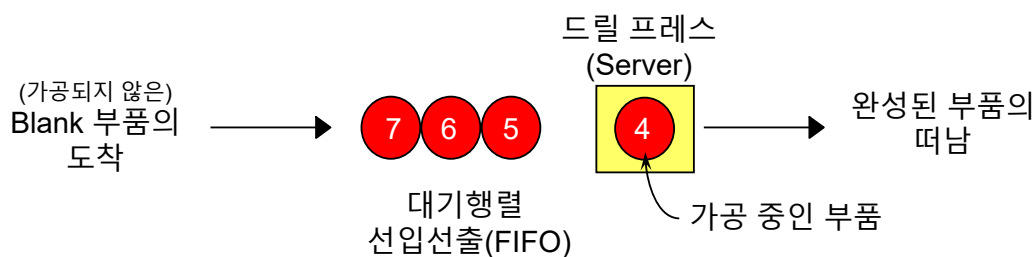 드릴 프레스
(Server)
(가공되지 않은)
Blank 부품의
도착
7 6 5
4
완성된 부품의
떠남
대기행렬
선입선출(FIFO)
가공 중인 부품